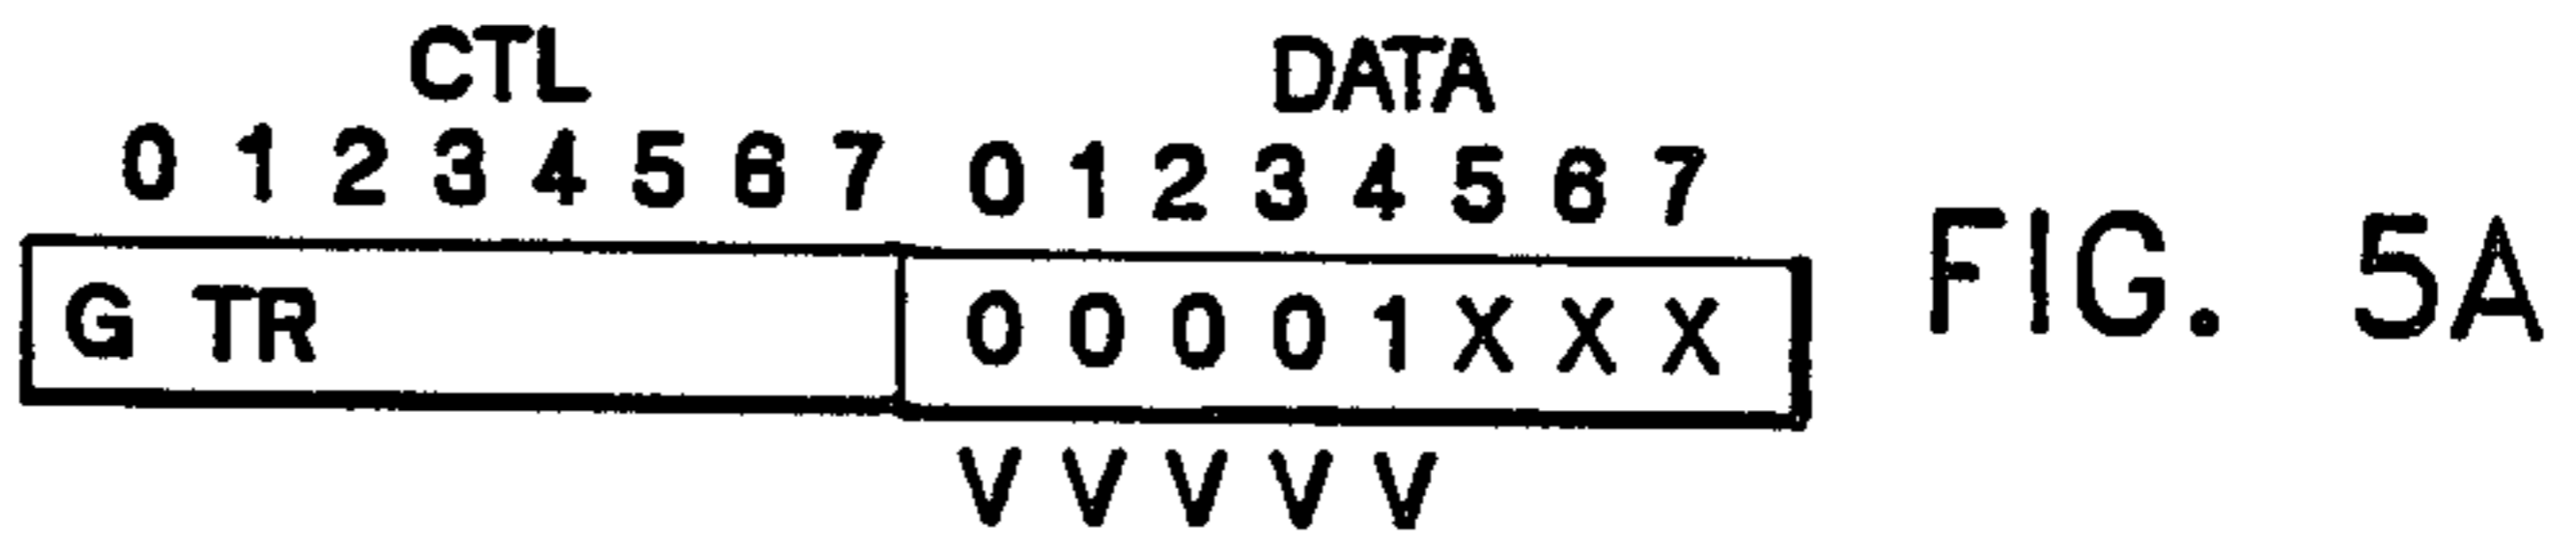 CTL DATA
0 1 2 3 4 5 6 7 0 1 2 3 4 5 6 7
G TR 0 0 0 0 1 X X X
V V V V V
FIG. 5A